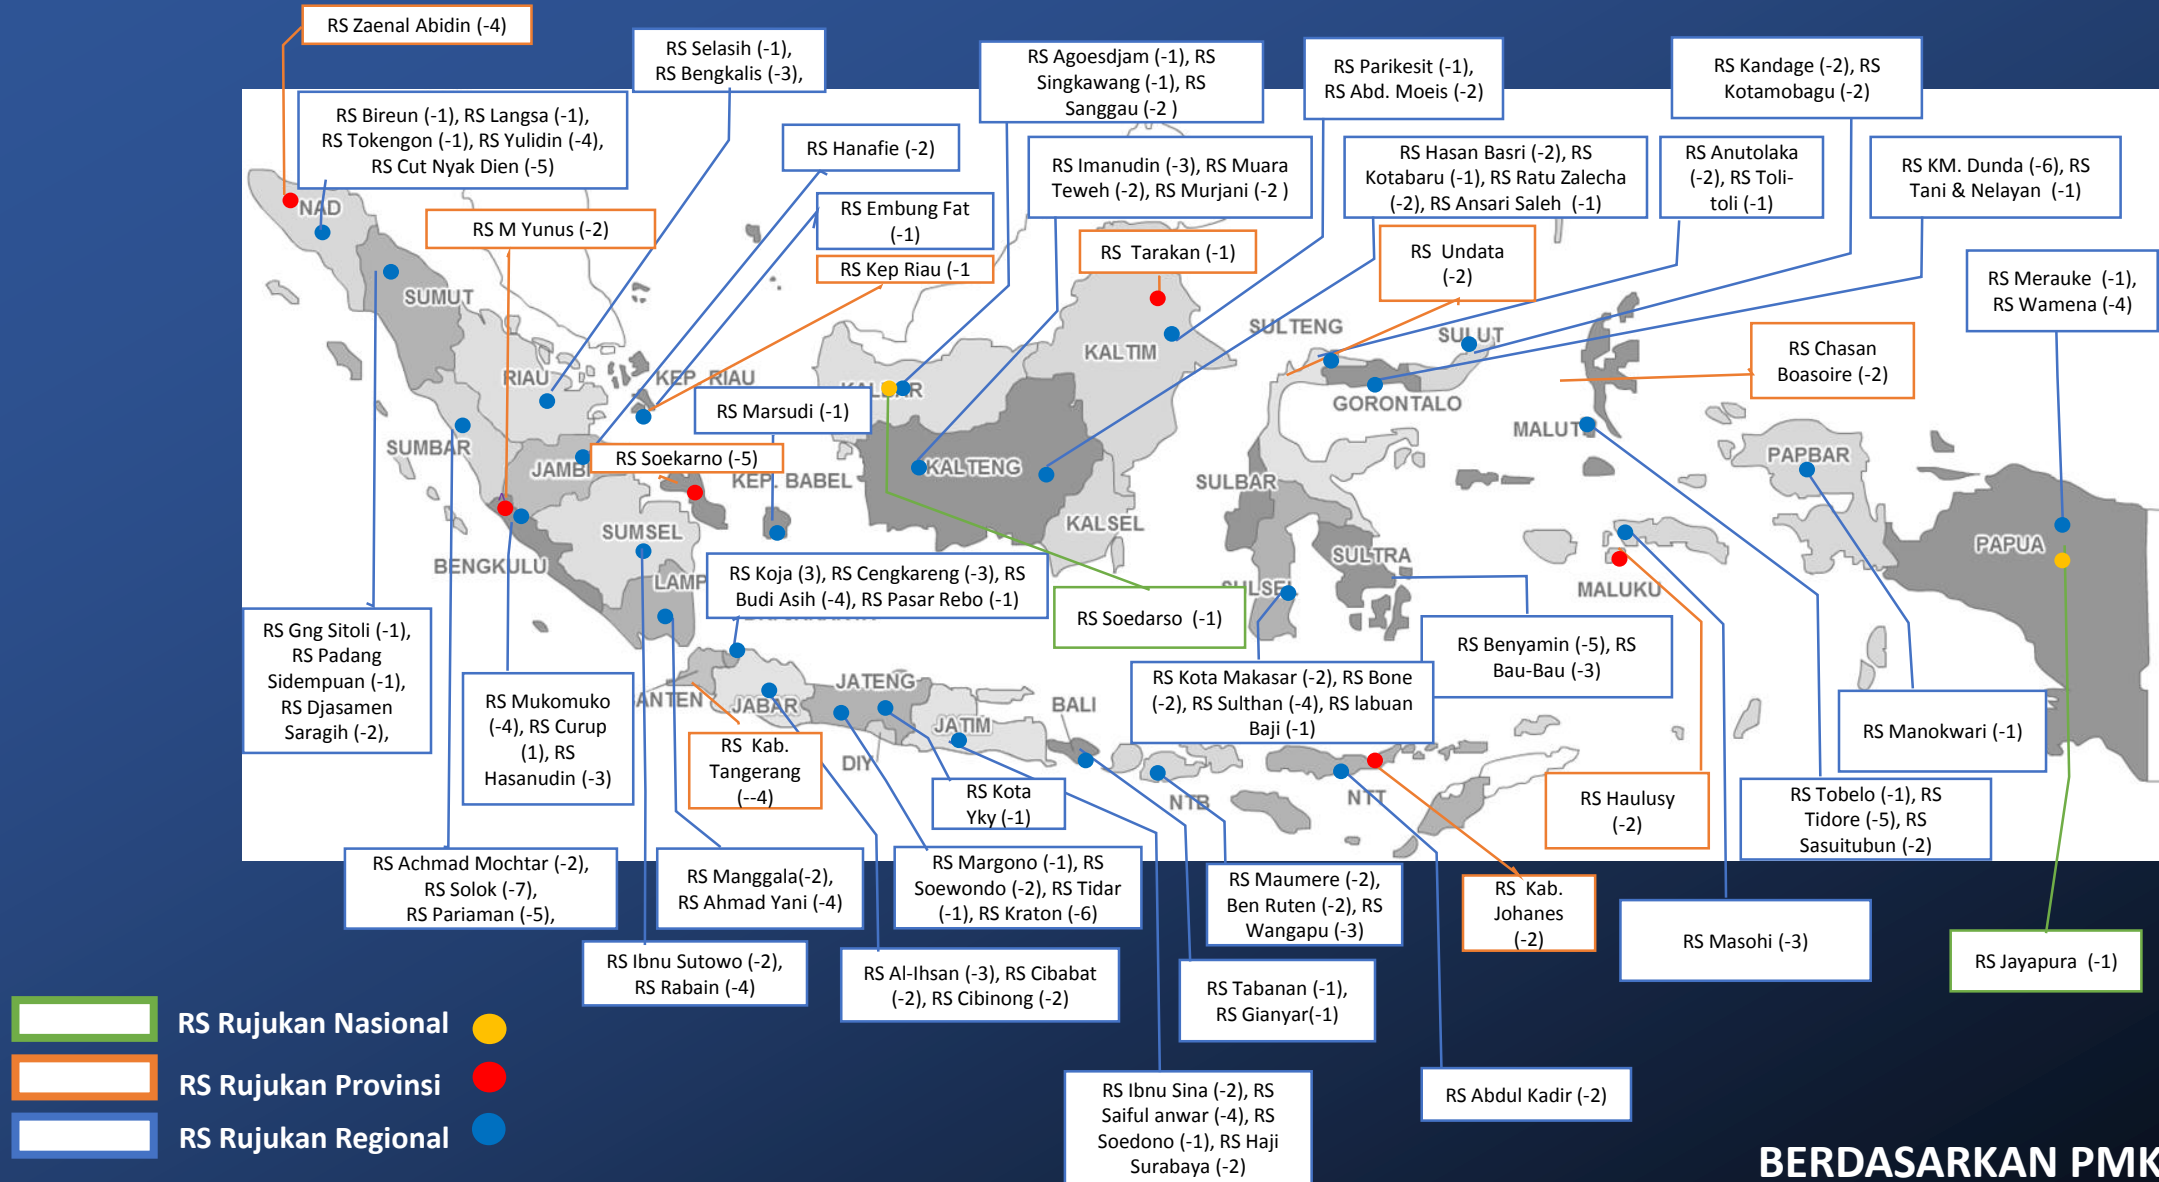 RS Zaenal Abidin (-4)
RS Selasih (-1),
RS Bengkalis (-3),
RS Agoesdjam (-1), RS
Singkawang (-1), RS
Sanggau (-2 )
RS Parikesit (-1),
RS Abd. Moeis (-2)
RS Kandage (-2), RS
Kotamobagu (-2)
RS Bireun (-1), RS Langsa (-1),
RS Tokengon (-1), RS Yulidin (-4),
RS Cut Nyak Dien (-5)
RS Hanafie (-2)
RS Imanudin (-3), RS Muara
Teweh (-2), RS Murjani (-2 )
RS Hasan Basri (-2), RS
Kotabaru (-1), RS Ratu Zalecha
(-2), RS Ansari Saleh (-1)
RS Anutolaka
(-2), RS Toli-
toli (-1)
RS KM. Dunda (-6), RS
Tani & Nelayan (-1)
NAD
RS M Yunus (-2)
RS Embung Fat
(-1)
RS Kep Riau (-1
RS Tarakan (-1)
RS Undata
(-2)
RS Merauke (-1),
RS Wamena (-4)
SUMUT
SULTENG
SULUT
KALTIM
RS Chasan
Boasoire (-2)
RIAU
KEP. RIAU
KALBAR
GORONTALO
RS Marsudi (-1)
MALUT
SUMBAR
JAMBI
RS Soekarno (-5)
KEP. BABEL
KALTENG
SULBAR
PAPBAR
SUMSEL
KALSEL
PAPUA
BENGKULU
LAMP
SULTRA
SULSEL
MALUKU
RS Koja (3), RS Cengkareng (-3), RS
Budi Asih (-4), RS Pasar Rebo (-1)
RS Soedarso (-1)
RS Gng Sitoli (-1),
RS Padang
Sidempuan (-1),
RS Djasamen
Saragih (-2),
RS Benyamin (-5), RS
Bau-Bau (-3)
RS Mukomuko
(-4), RS Curup
(1), RS
Hasanudin (-3)
ANTEN
JABAR
JATENG
JATIM
BALI
RS Kota Makasar (-2), RS Bone
(-2), RS Sulthan (-4), RS labuan
Baji (-1)
RS Manokwari (-1)
RS Kab.
Tangerang
(--4)
DIY
RS Kota
Yky (-1)
NTB
NTT
RS Haulusy
(-2)
RS Tobelo (-1), RS
Tidore (-5), RS
Sasuitubun (-2)
RS Achmad Mochtar (-2),
RS Solok (-7),
RS Pariaman (-5),
RS Manggala(-2),
RS Ahmad Yani (-4)
RS Margono (-1), RS
Soewondo (-2), RS Tidar
(-1), RS Kraton (-6)
RS Maumere (-2),
Ben Ruten (-2), RS
Wangapu (-3)
RS Kab.
Johanes
(-2)
RS Masohi (-3)
RS Jayapura (-1)
RS Ibnu Sutowo (-2),
RS Rabain (-4)
RS Al-Ihsan (-3), RS Cibabat
(-2), RS Cibinong (-2)
RS Tabanan (-1),
RS Gianyar(-1)
RS Rujukan Nasional
RS Rujukan Provinsi
RS Rujukan Regional
RS Ibnu Sina (-2), RS
Saiful anwar (-4), RS
Soedono (-1), RS Haji
Surabaya (-2)
RS Abdul Kadir (-2)
BERDASARKAN PMK